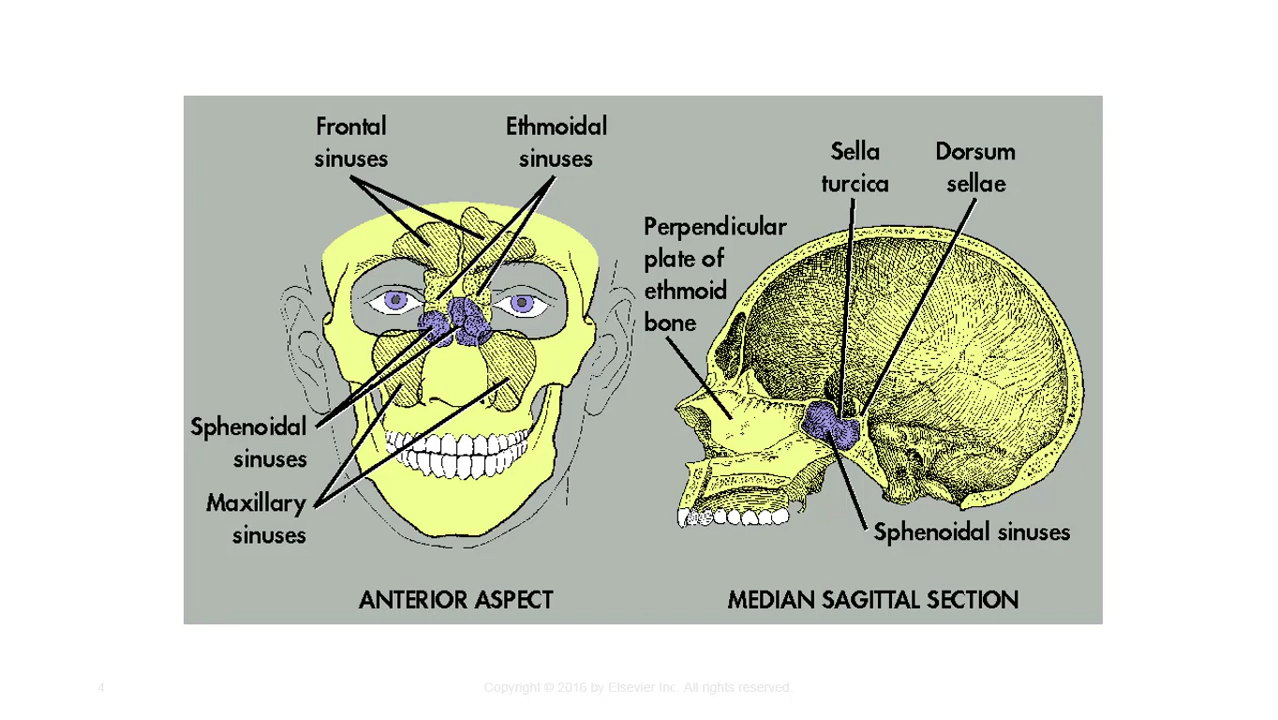 Frontal
sinuses
Ethmoidal
sinuses
Sphenoidal
sinuses
Maxillary
sinuses
ANTERIOR ASPECT
Sella
turcica
Dorsum
sellae
Perpendicular
plate of
ethmoid
bone
Sphenoidal sinuses
MEDIAN SAGITTAL SECTION
4
Copyright © 2016 by Elsevier Inc. All rights reserved.